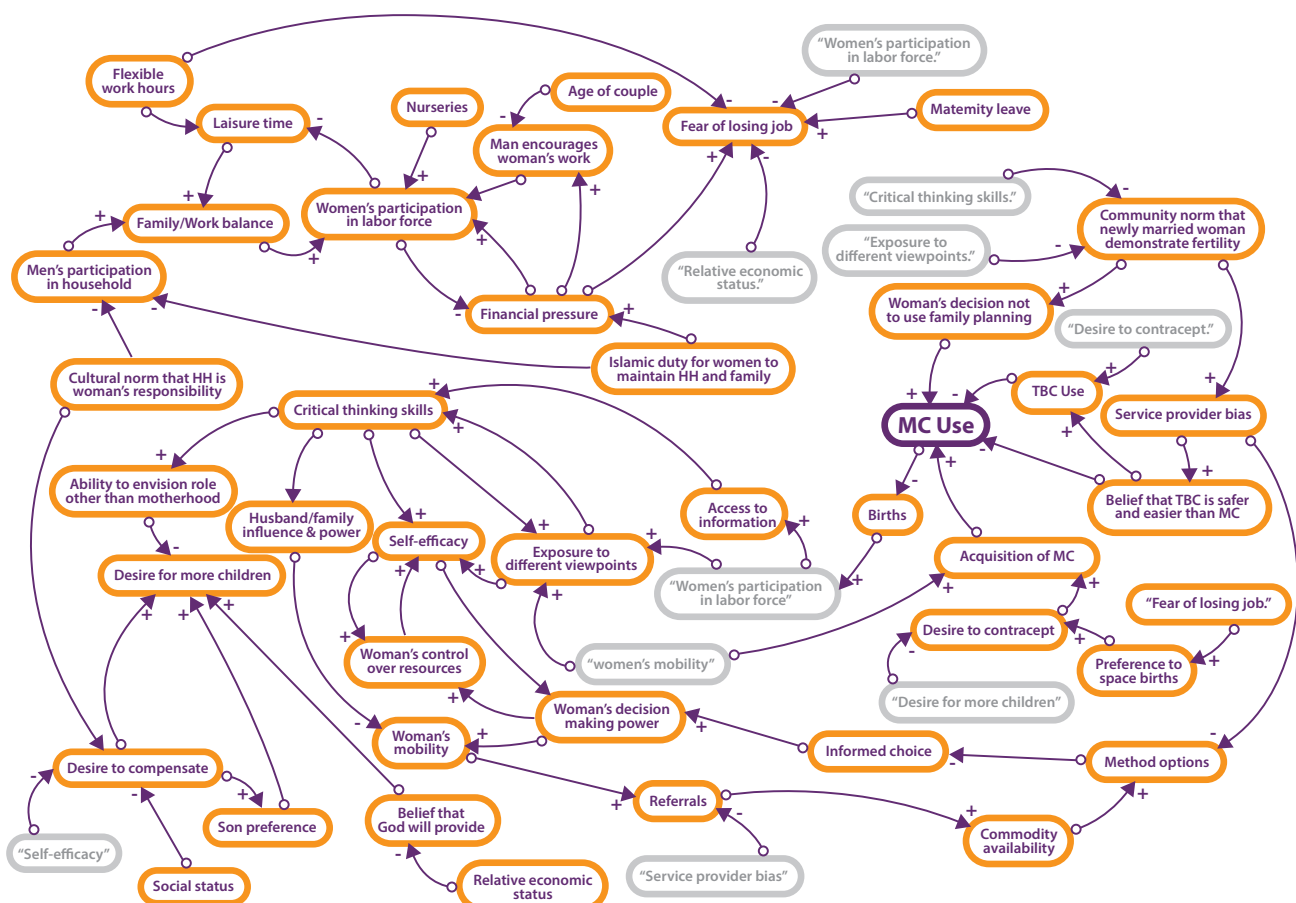 Flexible
work hours
Laisure time
Nurseries
Age of couple
Man encourages
woman's work
"Women's participation
in labor force."
Fear of losing job
Maternity leave
"Critical thinking skills."
Community norm that
newly married woman
demonstrate fertility
"Exposure to
different viewpoints."
Women's participation
in labor force
Family/Work balance
Men's participation
in household
"Relative economic
status."
Financial pressure
Woman's decision not
to use family planning
"Desire to contracept."
Islamic duty for women to
maintain HH and family
Cultural norm that HH is
woman's responsibility
Critical thinking skills
TBC Use
MC Use
Service provider bias
Ability to envision role
other than motherhood
Husband/family
influence & power
Self-efficacy
Exposure to
different viewpoints
Access to
information
Births
Belief that TBC is safer
and easier than MC
Acquisition of MC
Desire for more children
"Women's participation
in labor force"
"Fear of losing job."
Desire to contracept
Preference to
space births
"Desire for more children"
Woman's control
over resources
"women's mobility"
Woman's decision
making power
Woman's
mobility
Informed choice
Method options
Desire to compensate
Son preference
"Self-efficacy"
Social status
Belief that
God will provide
Relative economic
status
Referrals
"Service provider bias"
Commodity
availability